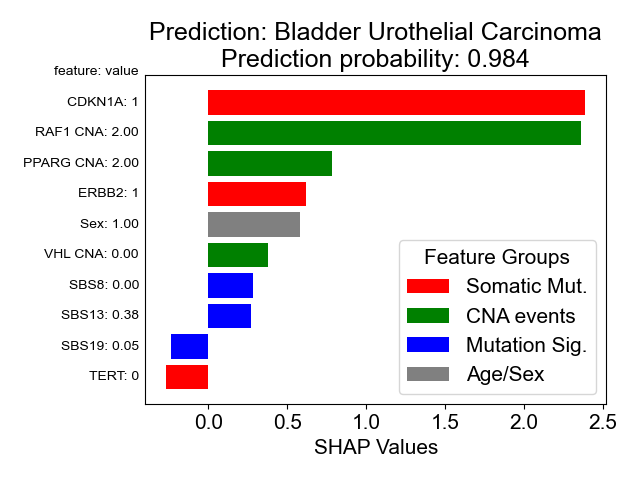 Prediction: Bladder Urothelial Carcinoma
Prediction probability: 0.984
feature: value
CDKN1A: 1
RAF1 CNA: 2.00
PPARG CNA: 2.00
ERBB2: 1
Sex: 1.00
VHL CNA: 0.00
SBS8: 0.00
SBS13: 0.38
SBS19: 0.05
TERT: 0
Feature Groups
Somatic Mut.
CNA events
Mutation Sig.
Age/Sex
0.0 0.5 1.0 1.5 2.0 2.5
SHAP Values